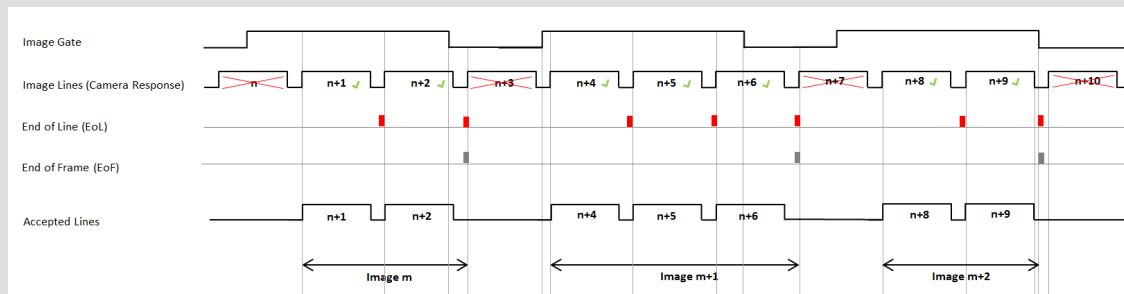 Image Gate
Image Lines (Camera Response) n n+1 n+2 n+3 n+4 n+5 n+6 n+7 n+8 n+9 n+10
End of Line (EoL)
End of Frame (EoF)
Accepted Lines n+1 n+2 n+4 n+5 n+6 n+8 n+9
Image m Image m+1 Image m+2